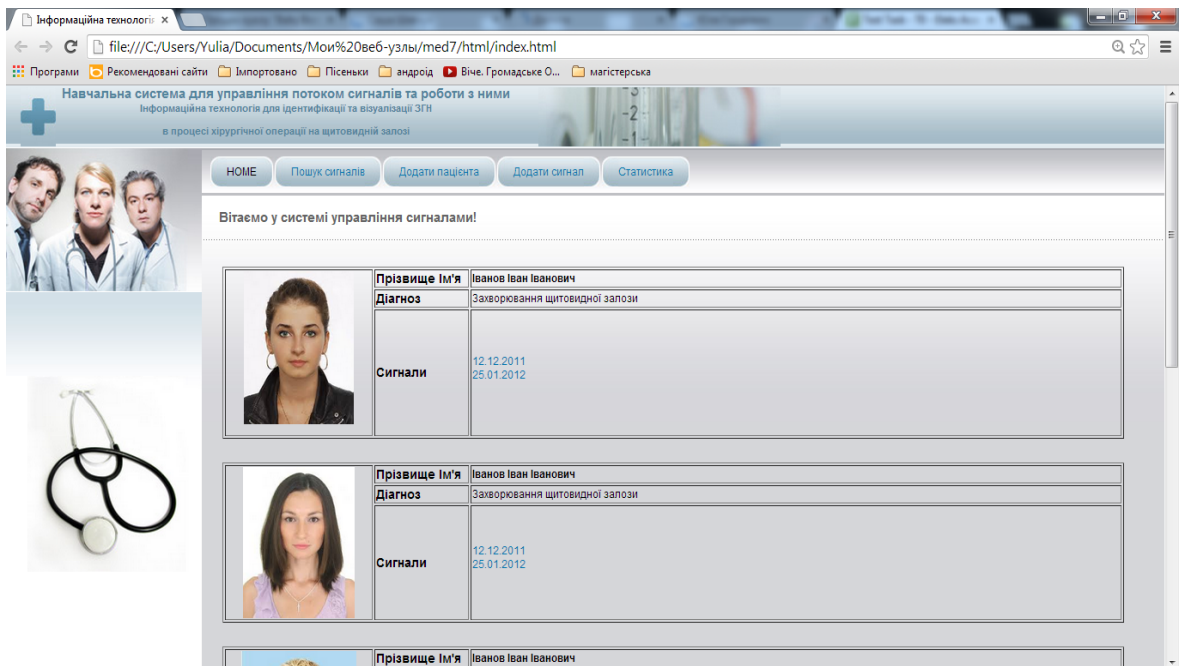 Інформаційна технологія
file:///C:/Users/Yulia/Documents/Мои%20веб-узлы/med7/html/index.html
Програми Рекомендовані сайти Імпортовано Пісеньки андроід Віче. Громадське О... магістерська
Навчальна система для управління потоком сигналів та роботи з ними
Інформаційна технологія для ідентифікації та візуалізації ЗГН
в процесі хірургічної операції на щитовидній залозі
-2
-1
HOME Пошук сигналів Додати пацієнта Додати сигнал Статистика
Вітаємо у системі управління сигналами!
Прізвище Ім'я Іванов Іван Іванович
Діагноз Захворювання щитовидної залози
Сигнали
12.12.2011
25.01.2012
Прізвище Ім'я Іванов Іван Іванович
Діагноз Захворювання щитовидної залози
Сигнали
12.12.2011
25.01.2012
Прізвище Ім'я Іванов Іван Іванович